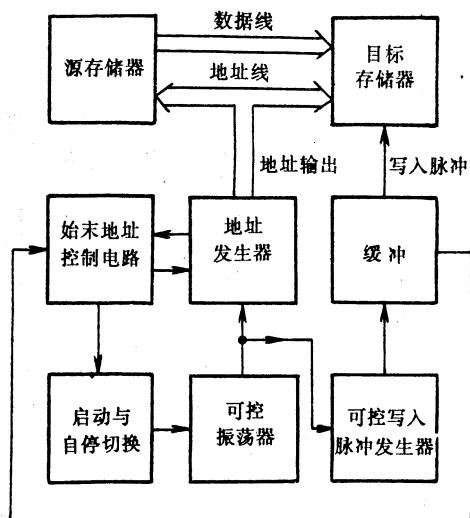 数据线
源存储器
目标
存储器
地址线
地址输出
写入脉冲
始末地址
控制电路
地址
发生器
缓冲
启动与
自停切换
可控
振荡器
可控写入
脉冲发生器